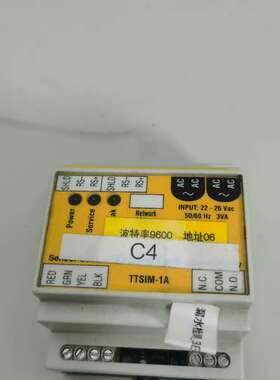 SHLD RS- RS+ SHLD RS- RS+
AC AC AC AC
Network
INPUT: 22 - 26 Vac
50/60 Hz 3VA
Power Service
波特率9600 地址06
C4
TTSIM-1A
RED GRN YEL BLK
N.C. COM N.O.